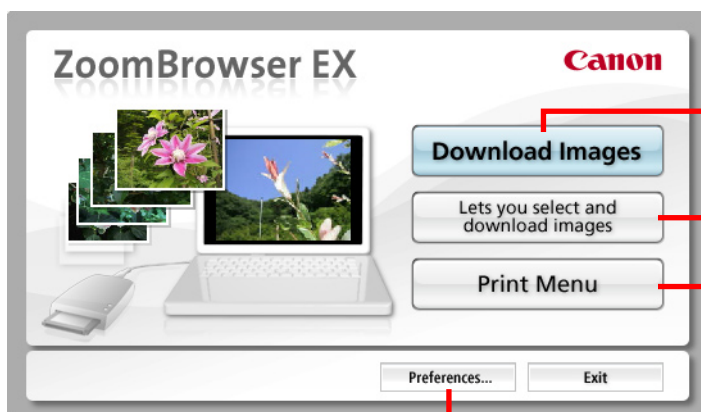 ZoomBrowser EX
Canon
Download Images
Lets you select and
download images
Print Menu
Preferences...
Exit